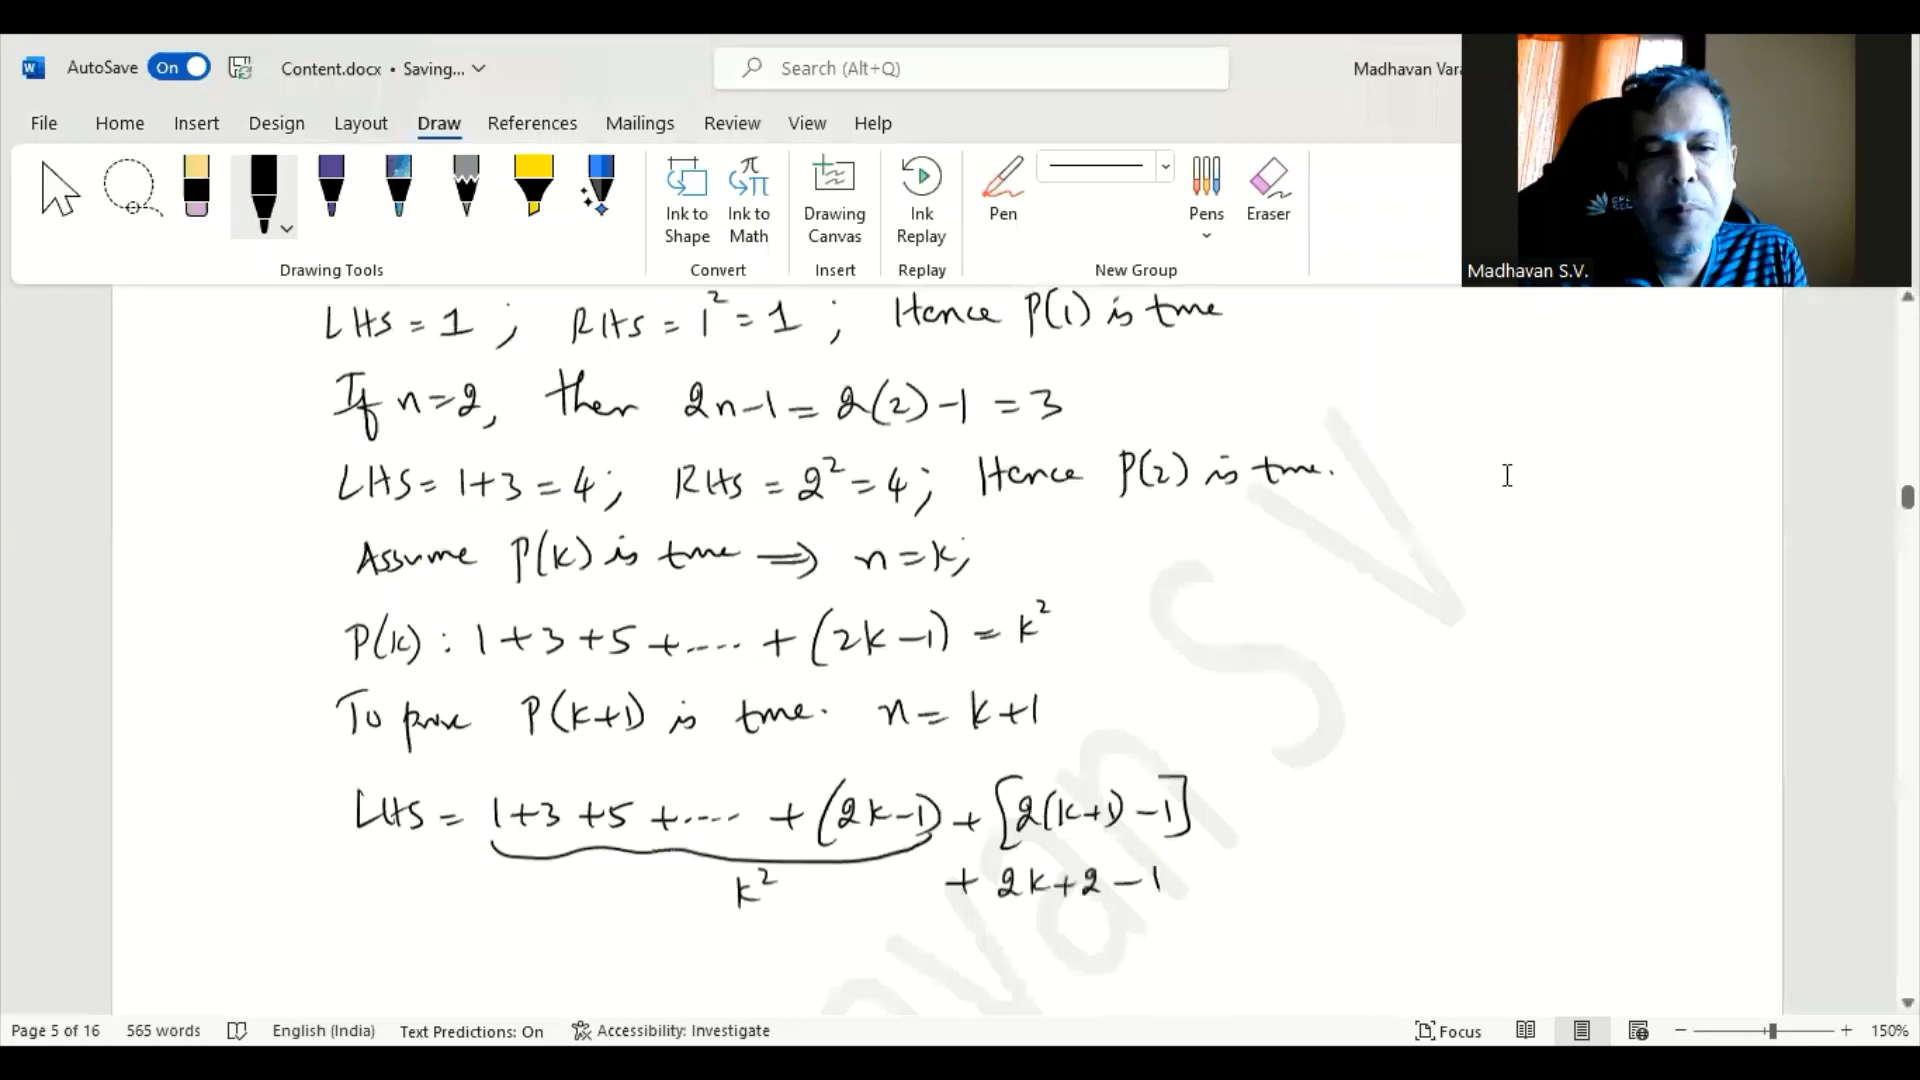 AutoSave On Content.docx • Saving... Search (Alt+Q) Madhavan Vara
File Home Insert Design Layout Draw References Mailings Review View Help
Ink to Shape
Ink to Math
Drawing Canvas
Ink Replay
Pen
Pens
Eraser
Drawing Tools Convert Insert Replay New Group
Madhavan S.V.
LHS = 1 ; RHS = 1² = 1 ; Hence P(1) is true
If n=2, then 2n-1 = 2(2)-1 = 3
LHS = 1+3 = 4; RHS = 2² = 4; Hence P(2) is true.
Assume P(k) is true ⟹ n=k;
P(k) : 1+3+5+.... + (2k-1) = k²
To prove P(k+1) is true. n = k+1
LHS = 1+3+5+.... + (2k-1) + [2(k+1)-1]
k² + 2k+2-1
avan S V
Page 5 of 16 565 words English (India) Text Predictions: On Accessibility: Investigate Focus 150%